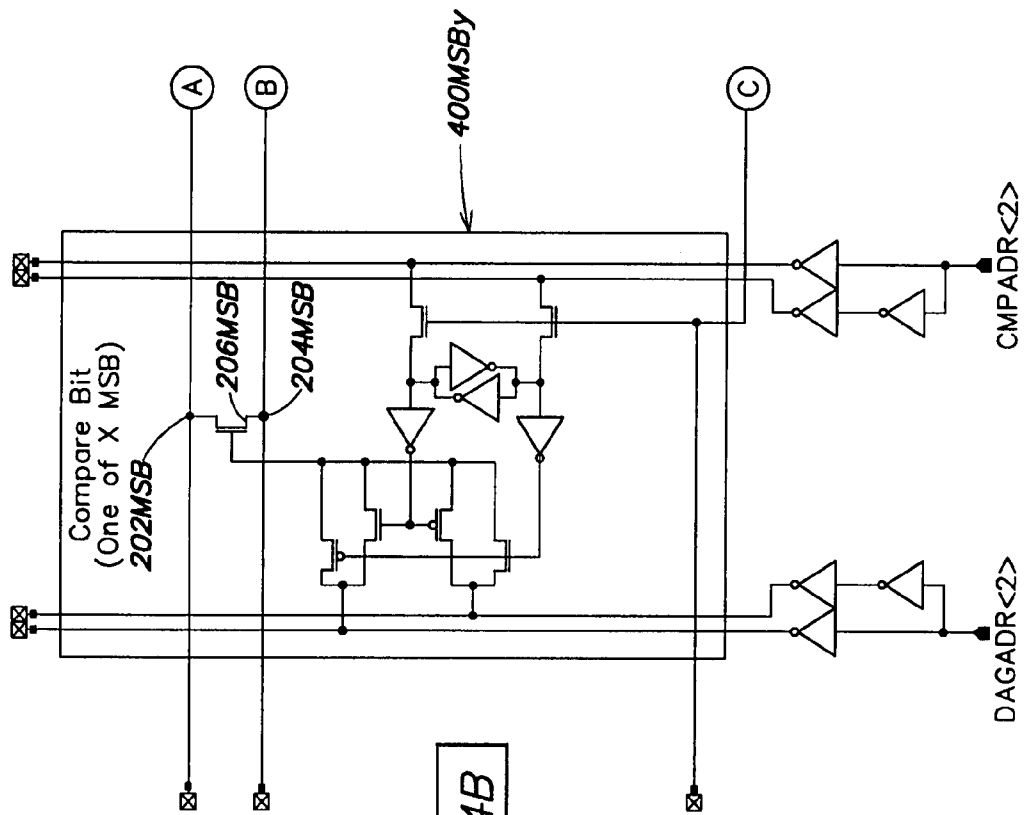 A
B
400MSBy
C
Compare Bit
(One of X MSB)
202MSB
206MSB
204MSB
4B
CMPADR<2>
DAGADR<2>